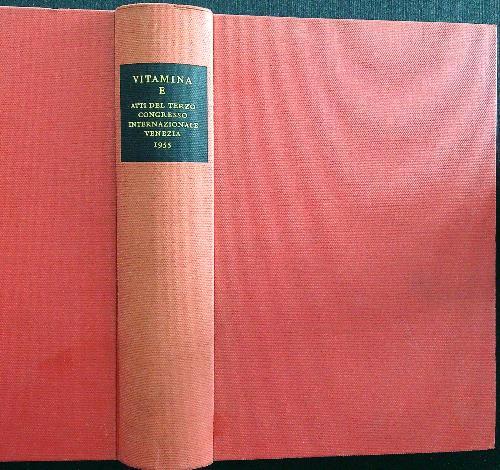 VITAMINA
E
ATTI DEL TERZO
CONGRESSO
INTERNAZIONALE
VENEZIA
1955